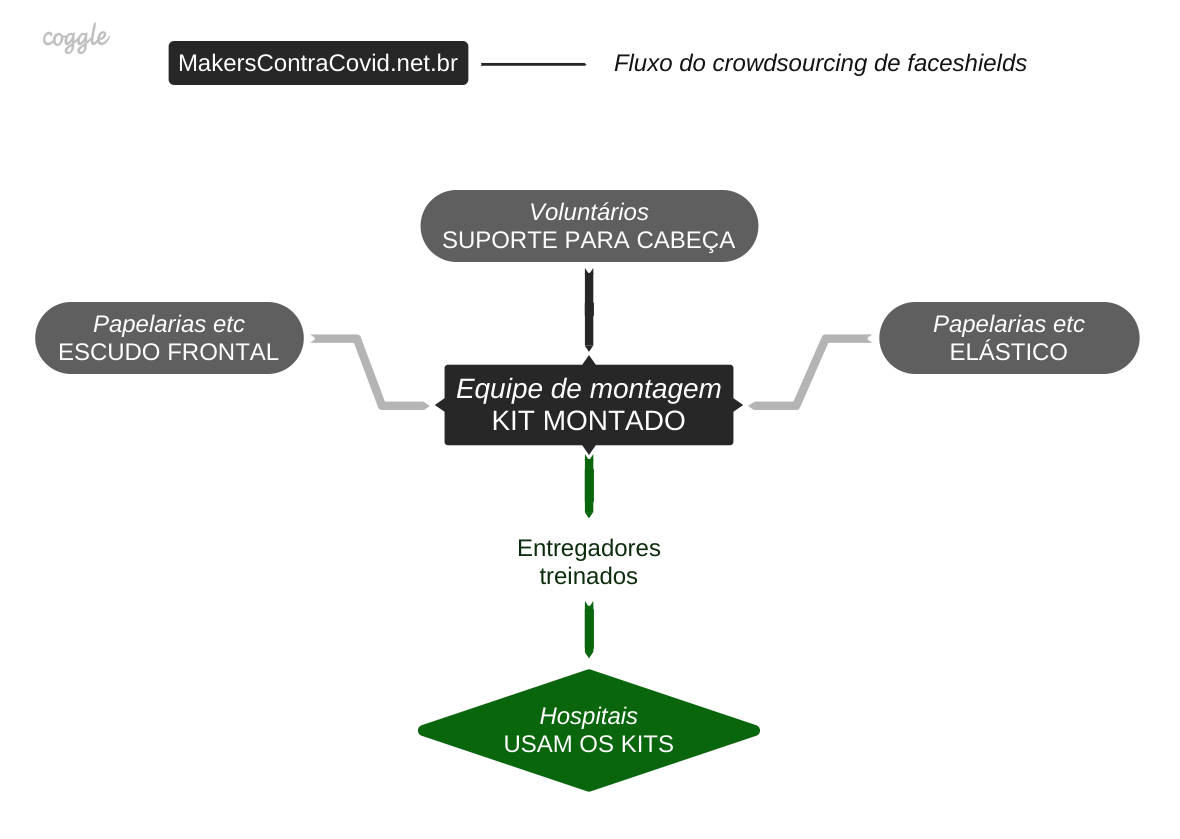 coggle
MakersContraCovid.net.br
Fluxo do crowdsourcing de faceshields
Voluntários
SUPORTE PARA CABEÇA
Papelarias etc
ESCUDO FRONTAL
Papelarias etc
ELÁSTICO
Equipe de montagem
KIT MONTADO
Entregadores
treinados
Hospitais
USAM OS KITS